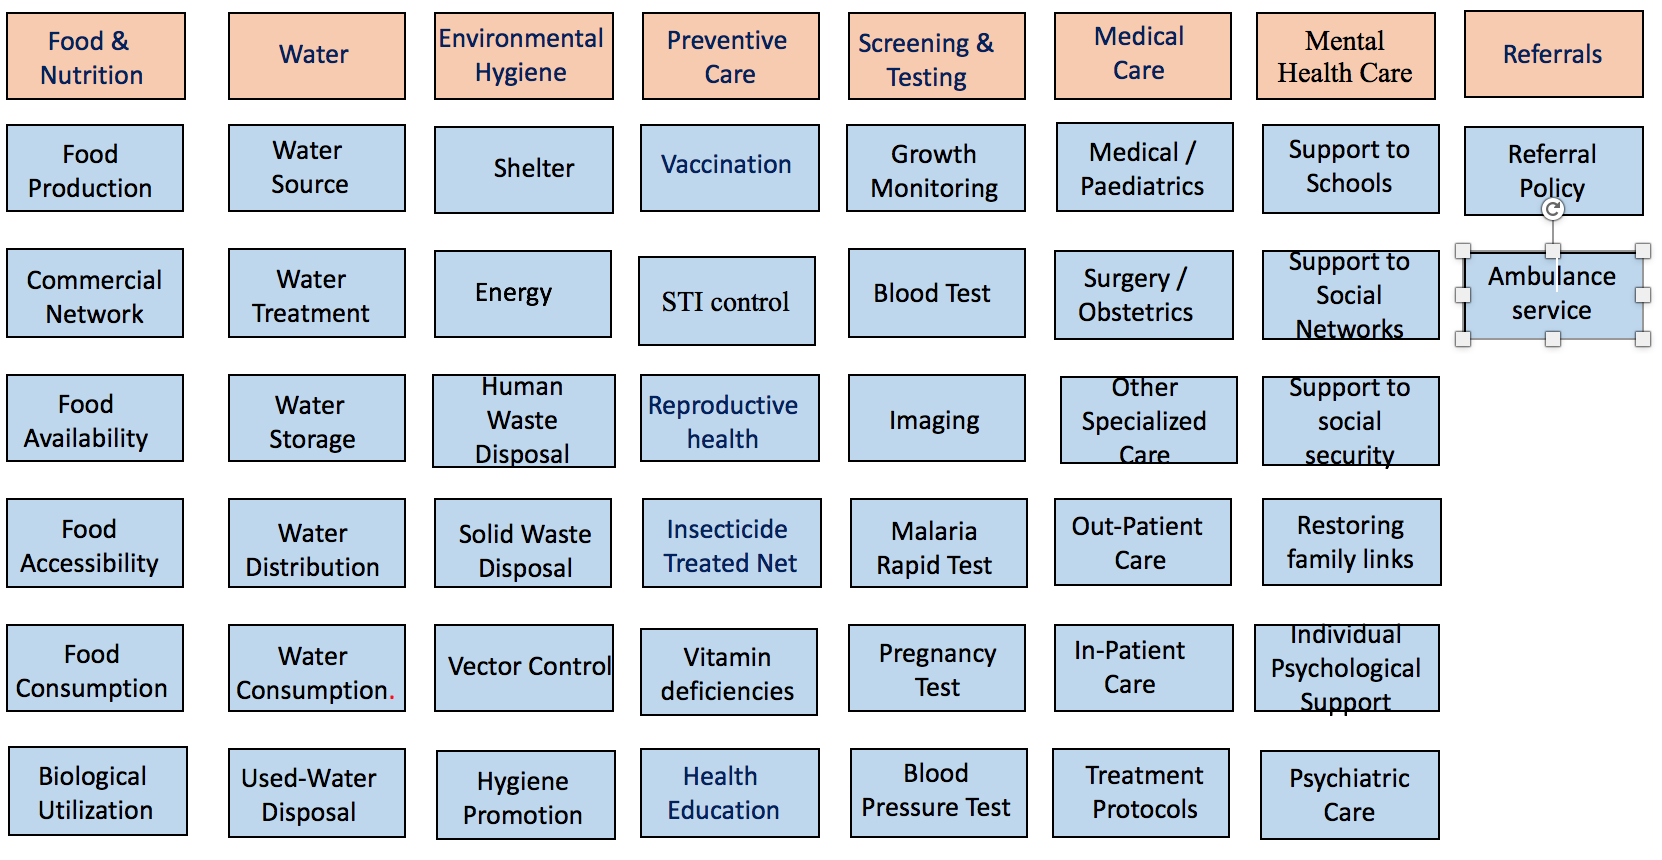 Food &
Nutrition
Water
Environmental
Hygiene
Preventive
Care
Screening &
Testing
Medical
Care
Mental
Health Care
Referrals
Food
Production
Water
Source
Shelter
Vaccination
Growth
Monitoring
Medical /
Paediatrics
Support to
Schools
Referral
Policy
Commercial
Network
Water
Treatment
Energy
STI control
Blood Test
Surgery /
Obstetrics
Support to
Social
Networks
Ambulance
service
Food
Availability
Water
Storage
Human
Waste
Disposal
Reproductive
health
Imaging
Other
Specialized
Care
Support to
social
security
Food
Accessibility
Water
Distribution
Solid Waste
Disposal
Insecticide
Treated Net
Malaria
Rapid Test
Out-Patient
Care
Restoring
family links
Food
Consumption
Water
Consumption.
Vector Control
Vitamin
deficiencies
Pregnancy
Test
In-Patient
Care
Individual
Psychological
Support
Biological
Utilization
Used-Water
Disposal
Hygiene
Promotion
Health
Education
Blood
Pressure Test
Treatment
Protocols
Psychiatric
Care